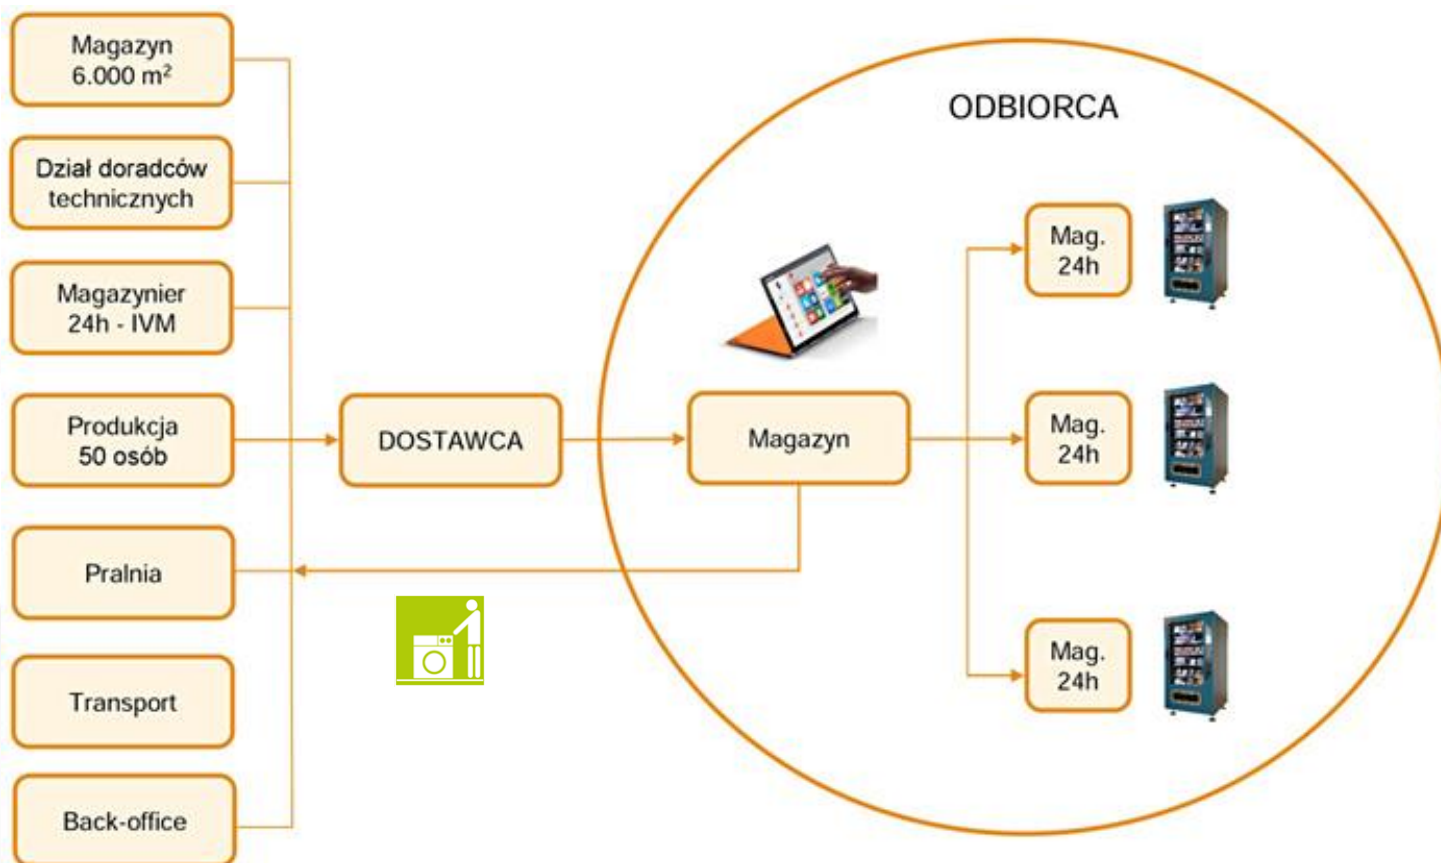 Magazyn
6.000 m²
Dział doradców
technicznych
Magazynier
24h - IVM
Produkcja
50 osób
Pralnia
Transport
Back-office
DOSTAWCA
ODBIORCA
Magazyn
Mag.
24h
Mag.
24h
Mag.
24h